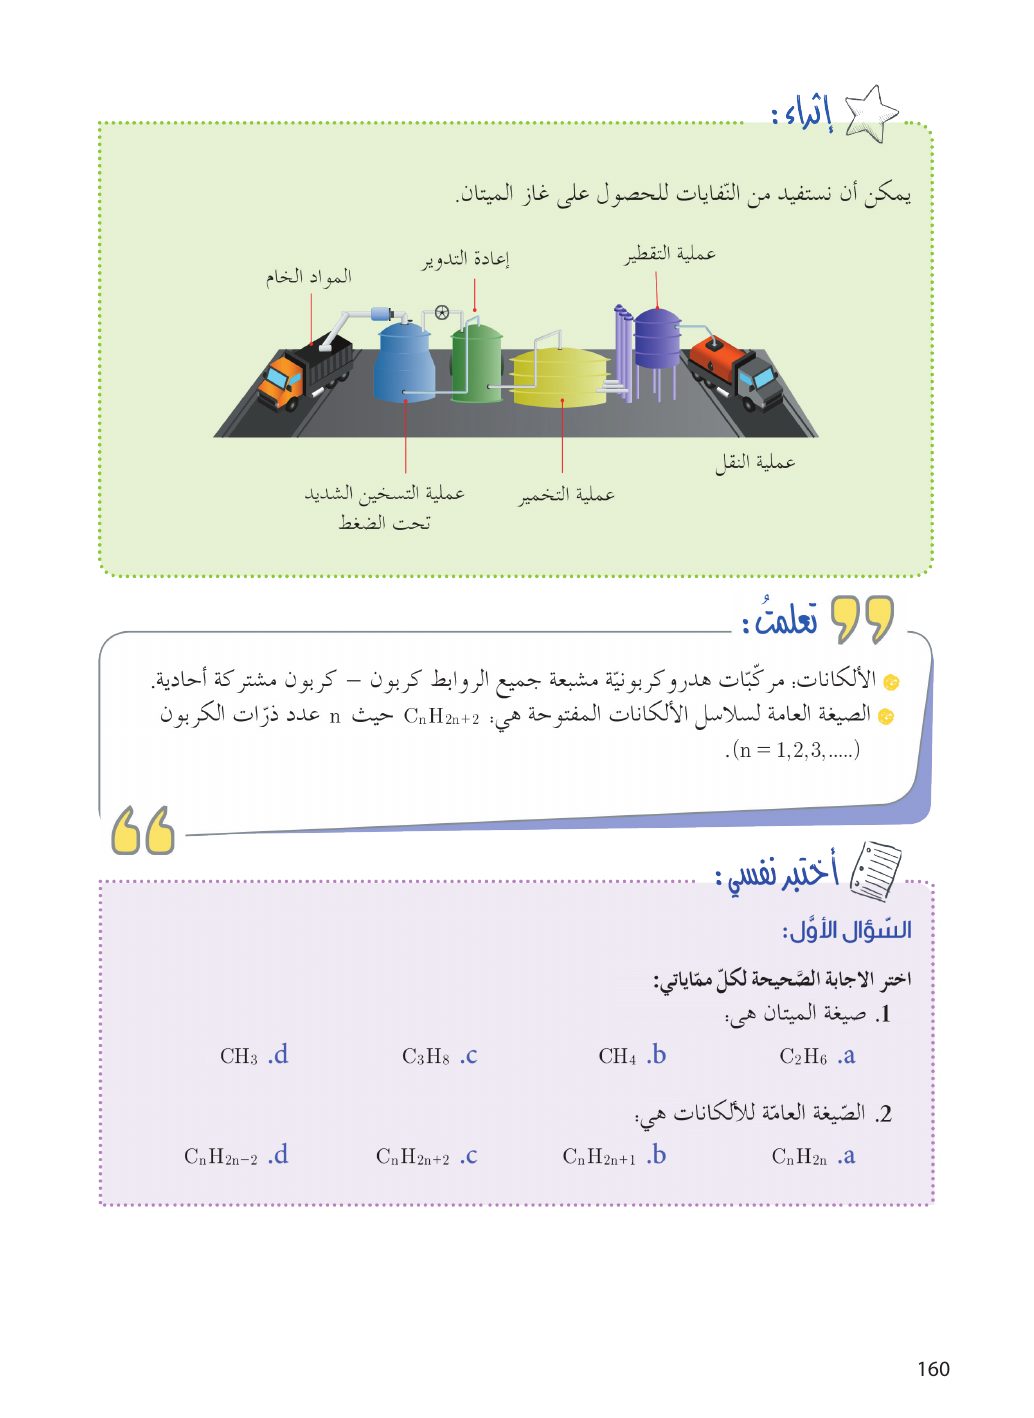 إثراء:
يمكن أن نستفيد من النّفايات للحصول على غاز الميتان.
عملية التقطير
إعادة التدوير
المواد الخام
عملية النقل
عملية التخمير
عملية التسخين الشديد
تحت الضغط
تعلمتُ:
الألكانات: مركّبّات هدروكربونيّة مشبعة جميع الروابط كربون – كربون مشتركة أحادية.
الصيغة العامة لسلاسل الألكانات المفتوحة هي: CnH2n+2 حيث n عدد ذرّات الكربون
(n = 1,2,3,.....).
أختبر نفسي:
السّؤال الأوَّل:
اختر الاجابة الصَّحيحة لكلّ ممّاياتي:
1. صيغة الميتان هى:
a. C2H6 b. CH4 c. C3H8 d. CH3
2. الصّيغة العامّة للألكانات هي:
a. CnH2n b. CnH2n+1 c. CnH2n+2 d. CnH2n−2
160